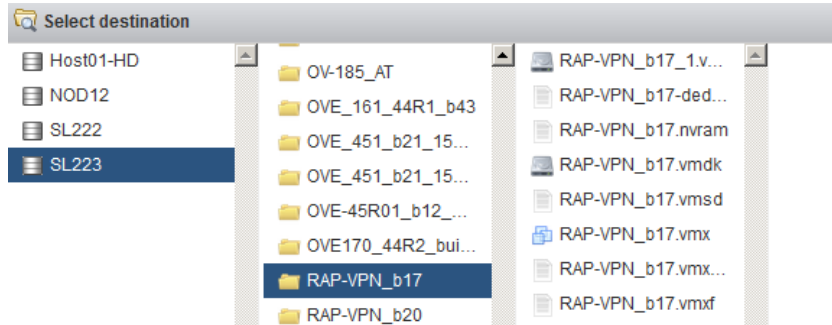 Select destination
Host01-HD
NOD12
SL222
SL223
OV-185_AT
OVE_161_44R1_b43
OVE_451_b21_15...
OVE_451_b21_15...
OVE-45R01_b12_...
OVE170_44R2_bui...
RAP-VPN_b17
RAP-VPN_b20
RAP-VPN_b17_1.v...
RAP-VPN_b17-ded...
RAP-VPN_b17.nvram
RAP-VPN_b17.vmdk
RAP-VPN_b17.vmsd
RAP-VPN_b17.vmx
RAP-VPN_b17.vmx...
RAP-VPN_b17.vmxf